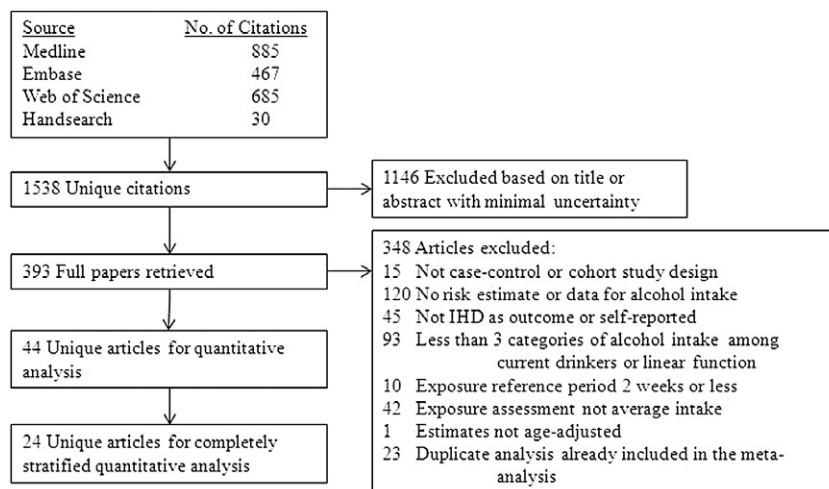 Source No. of Citations
Medline 885
Embase 467
Web of Science 685
Handsearch 30
1538 Unique citations
1146 Excluded based on title or
abstract with minimal uncertainty
393 Full papers retrieved
348 Articles excluded:
15 Not case-control or cohort study design
120 No risk estimate or data for alcohol intake
45 Not IHD as outcome or self-reported
93 Less than 3 categories of alcohol intake among
current drinkers or linear function
10 Exposure reference period 2 weeks or less
42 Exposure assessment not average intake
1 Estimates not age-adjusted
23 Duplicate analysis already included in the meta-
analysis
44 Unique articles for quantitative
analysis
24 Unique articles for completely
stratified quantitative analysis